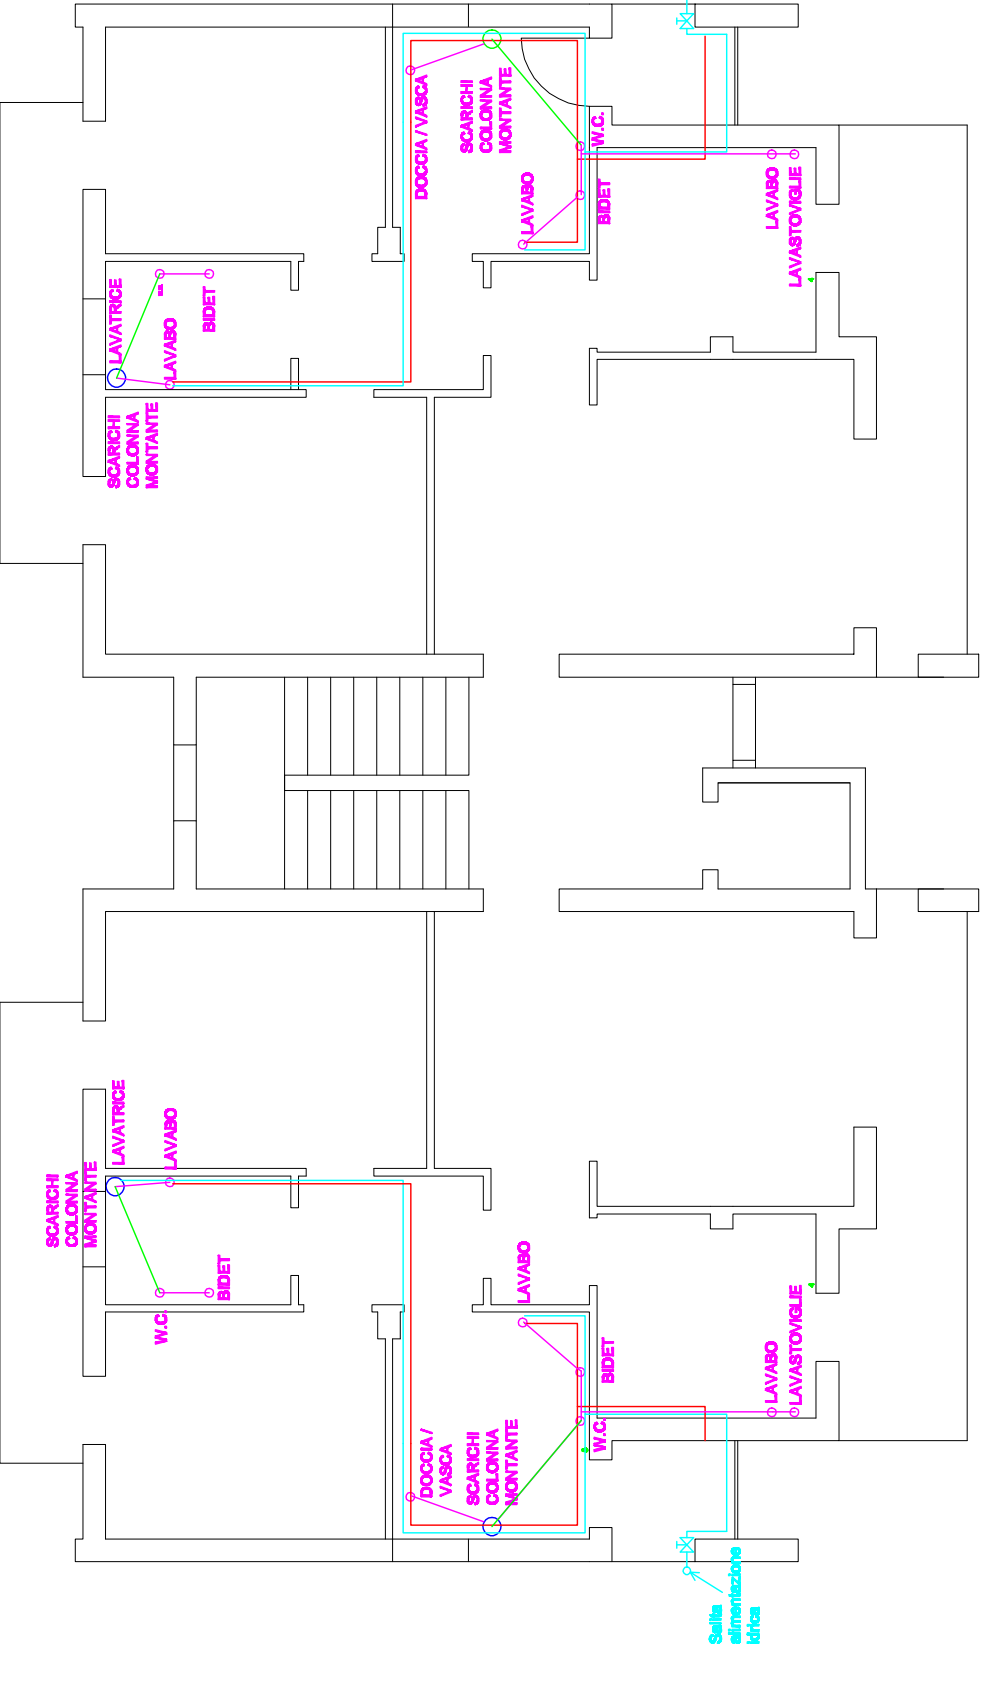 DOCCIA / VASCA
SCARICHI
COLONNA
MONTANTE
W.C.
LAVABO
BIDET
LAVABO
LAVASTOVIGLIE
LAVATRICE
LAVABO
BIDET
SCARICHI
COLONNA
MONTANTE
SCARICHI
COLONNA
MONTANTE
LAVATRICE
LAVABO
W.C.
BIDET
LAVABO
BIDET
W.C.
DOCCIA /
VASCA
SCARICHI
COLONNA
MONTANTE
LAVABO
LAVASTOVIGLIE
Salita
alimentazione
idrica